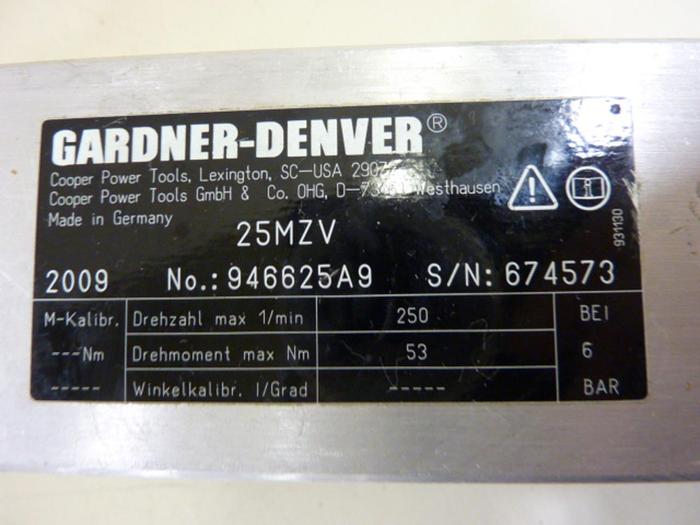 GARDNER-DENVER®
Cooper Power Tools, Lexington, SC-USA
Cooper Power Tools GmbH & Co. OHG, Westhausen
Made in Germany
931130
25MZV
2009 No.: 946625A9 S/N: 674573
M-Kalibr. Drehzahl max 1/min 250 BEI
---Nm Drehmoment max Nm 53 6
----- Winkelkalibr. I/Grad ----- BAR